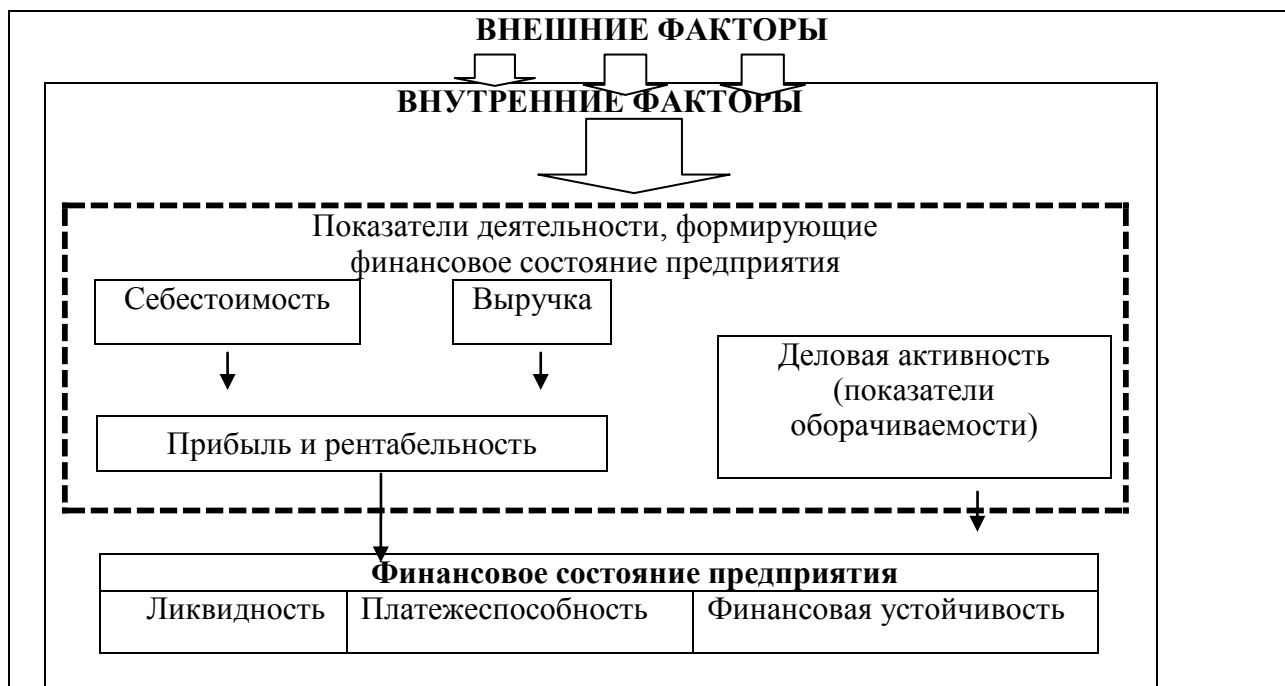 ВНЕШНИЕ ФАКТОРЫ
ВНУТРЕННИЕ ФАКТОРЫ
Показатели деятельности, формирующие
финансовое состояние предприятия
Себестоимость
Выручка
Деловая активность
(показатели
оборачиваемости)
Прибыль и рентабельность
Финансовое состояние предприятия
Ликвидность
Платежеспособность
Финансовая устойчивость